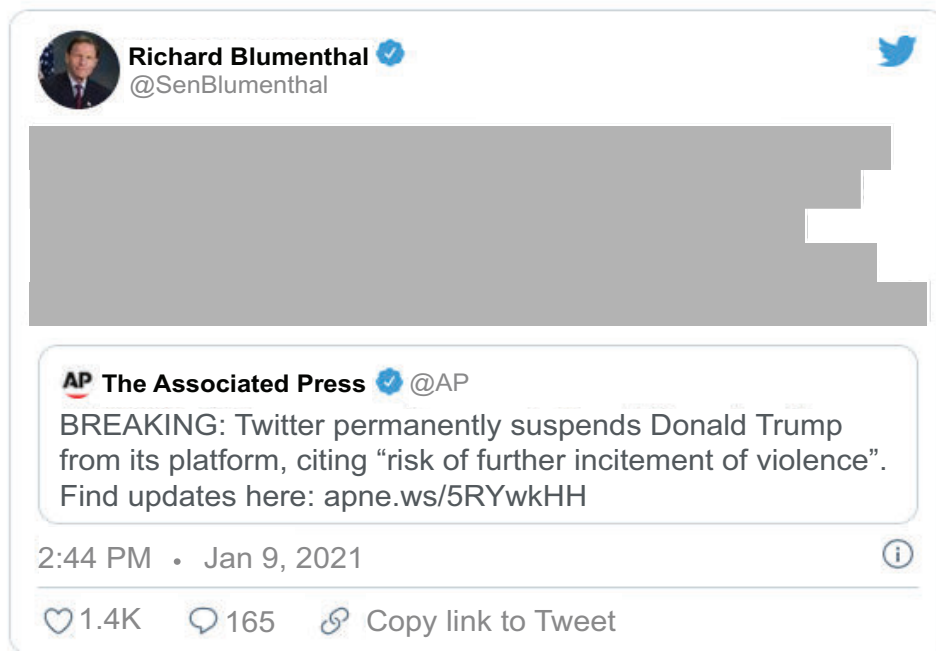 Richard Blumenthal
@SenBlumenthal
AP The Associated Press @AP
BREAKING: Twitter permanently suspends Donald Trump
from its platform, citing “risk of further incitement of violence”.
Find updates here: apne.ws/5RYwkHH
2:44 PM • Jan 9, 2021
1.4K 165 Copy link to Tweet